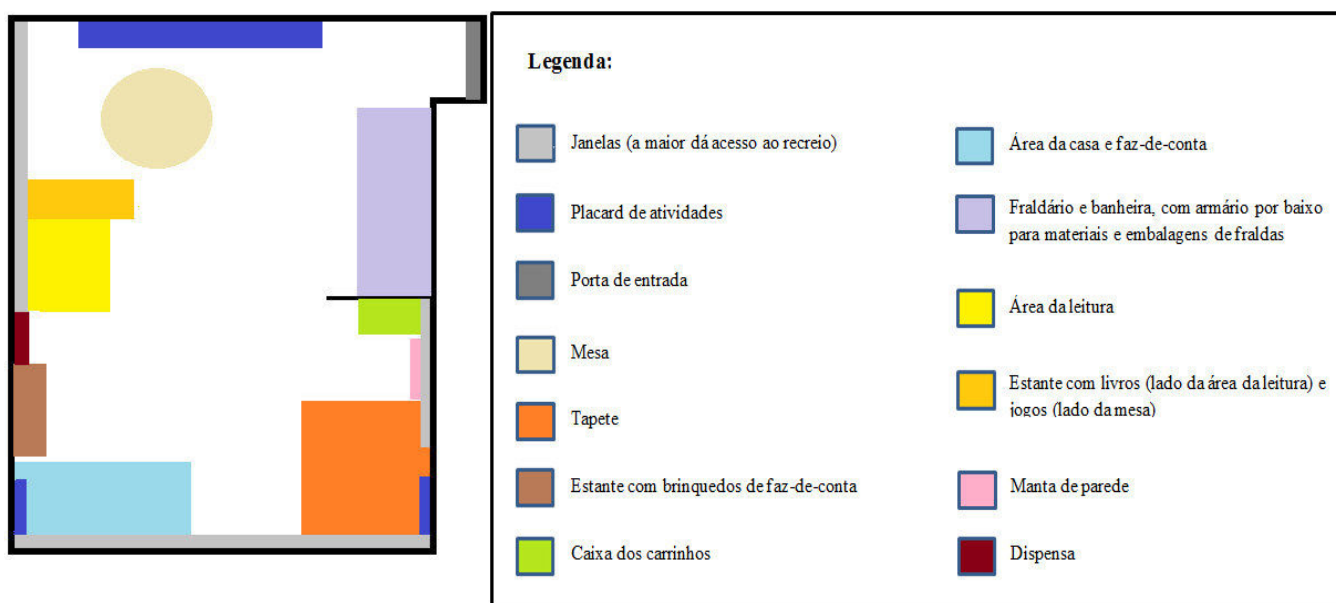 Legenda:
Janelas (a maior dá acesso ao recreio)
Placard de atividades
Porta de entrada
Mesa
Tapete
Estante com brinquedos de faz-de-conta
Caixa dos carrinhos
Área da casa e faz-de-conta
Fraldário e banheira, com armário por baixo
para materiais e embalagens de fraldas
Área da leitura
Estante com livros (lado da área da leitura) e
jogos (lado da mesa)
Manta de parede
Dispensa